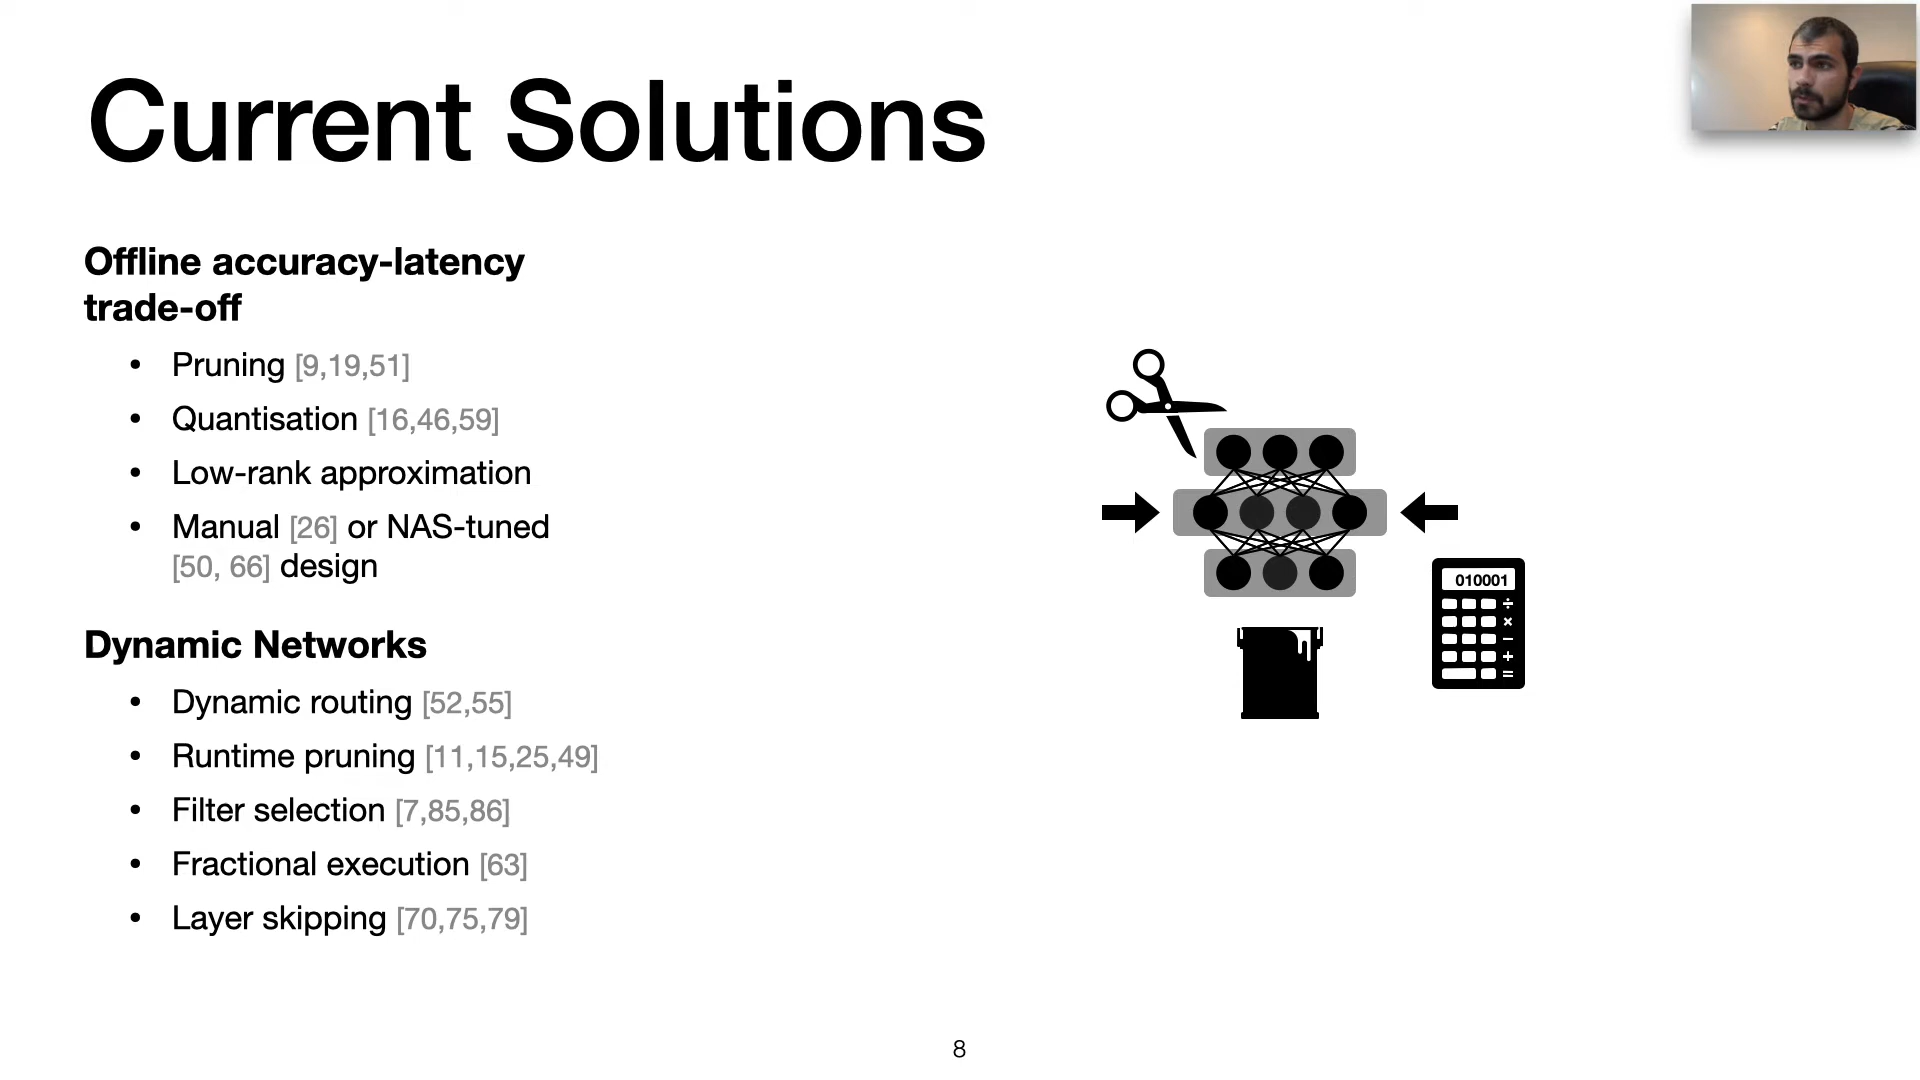 Current Solutions
Offline accuracy-latency
trade-off
• Pruning [9,19,51]
• Quantisation [16,46,59]
• Low-rank approximation
• Manual [26] or NAS-tuned
[50, 66] design
Dynamic Networks
• Dynamic routing [52,55]
• Runtime pruning [11,15,25,49]
• Filter selection [7,85,86]
• Fractional execution [63]
• Layer skipping [70,75,79]
010001
÷
×
−
+
=
8